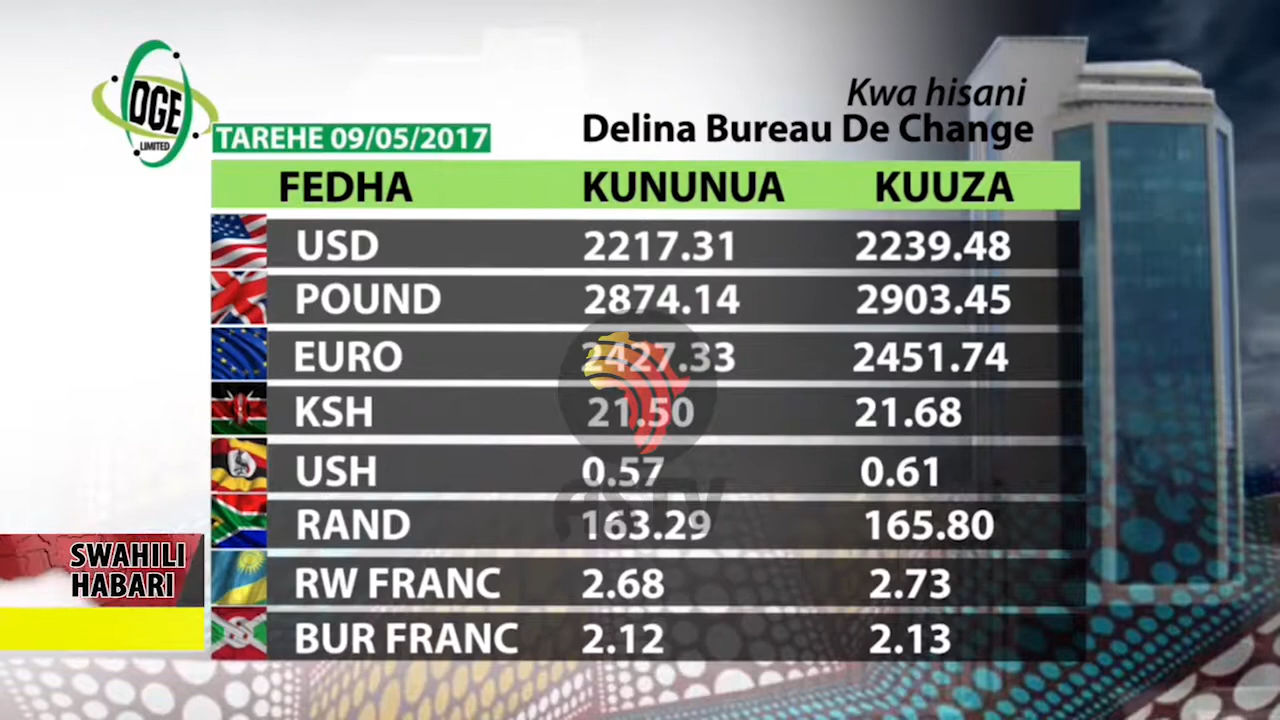 DGE
LIMITED
TAREHE 09/05/2017
Kwa hisani
Delina Bureau De Change
FEDHA KUNUNUA KUUZA
USD 2217.31 2239.48
POUND 2874.14 2903.45
EURO 2427.33 2451.74
KSH 21.50 21.68
USH 0.57 0.61
RAND 163.29 165.80
RW FRANC 2.68 2.73
BUR FRANC 2.12 2.13
SWAHILI
HABARI